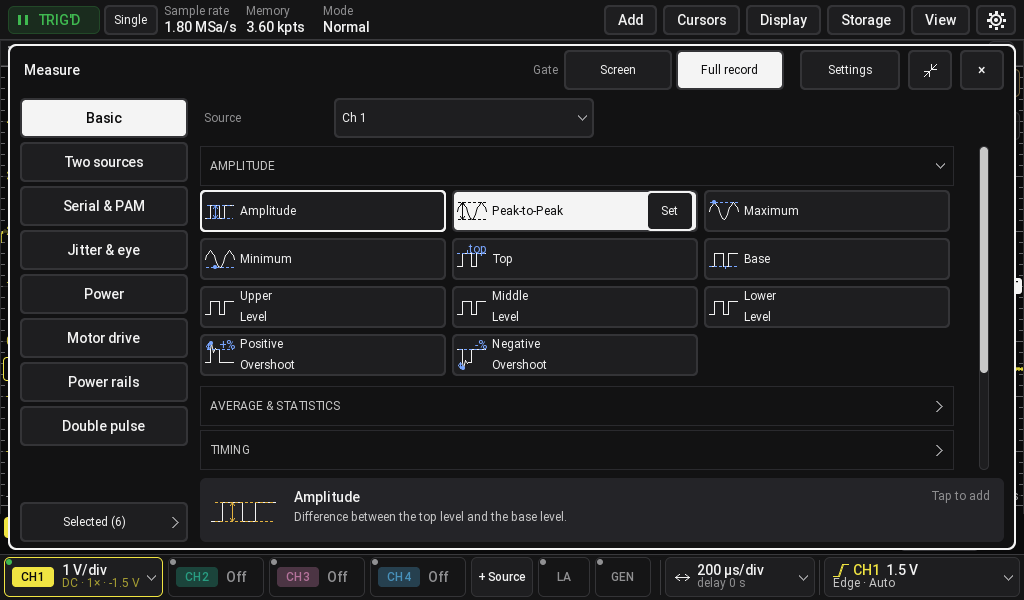 TRIG'D
Single
Sample rate
1.80 MSa/s
Memory
3.60 kpts
Mode
Normal
Add
Cursors
Display
Storage
View
Measure
Gate
Screen
Full record
Settings
×
Basic
Two sources
Serial & PAM
Jitter & eye
Power
Motor drive
Power rails
Double pulse
Selected (6)
Source
Ch 1
AMPLITUDE
Amplitude
Peak-to-Peak
Set
Maximum
Minimum
top
Top
Base
Upper
Level
Middle
Level
Lower
Level
+%
Positive
Overshoot
-%
Negative
Overshoot
AVERAGE & STATISTICS
TIMING
Amplitude
Difference between the top level and the base level.
Tap to add
CH1
1 V/div
DC · 1× · -1.5 V
CH2
Off
CH3
Off
CH4
Off
+ Source
LA
GEN
200 µs/div
delay 0 s
CH1 1.5 V
Edge · Auto